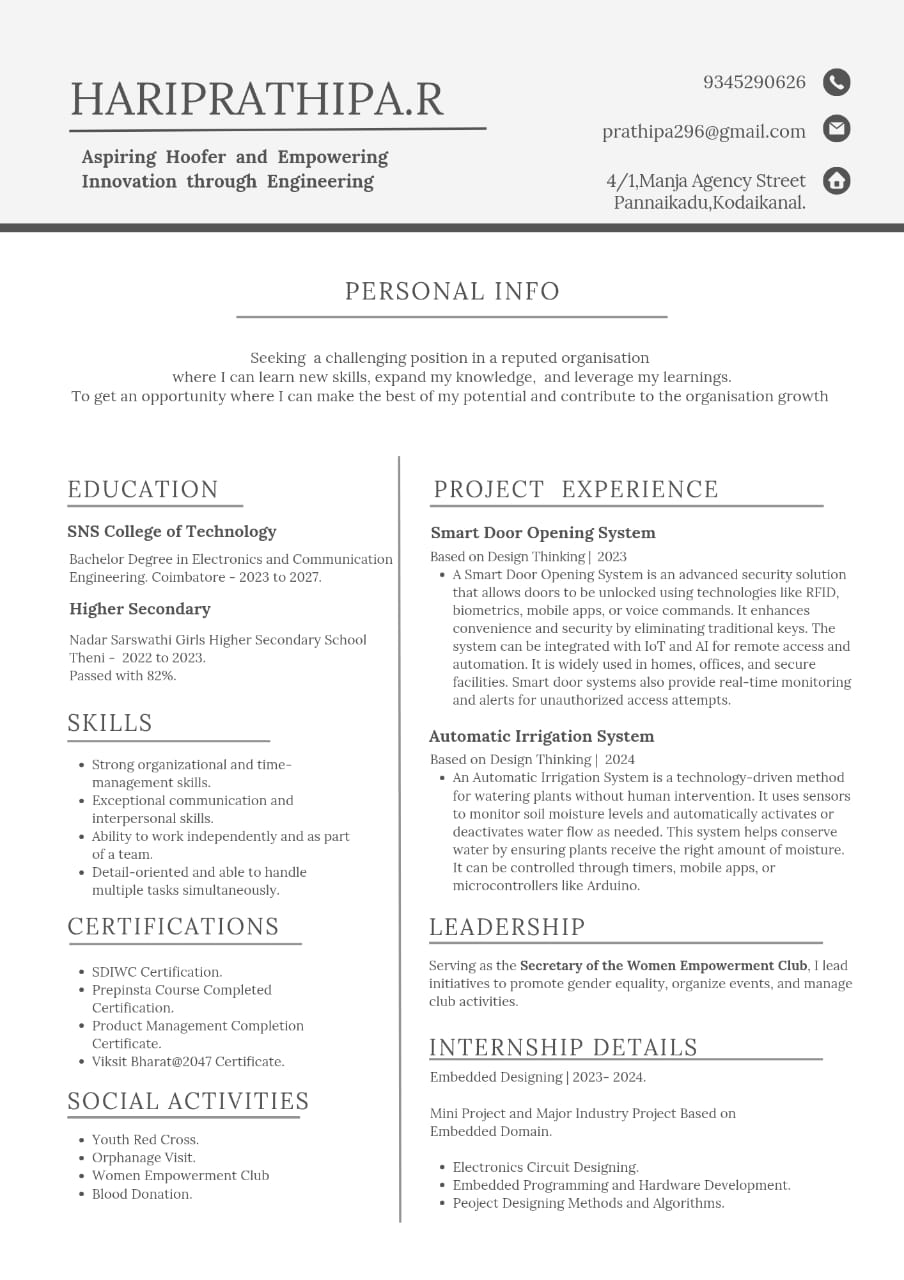 HARIPRATHIPA.R
Aspiring Hoofer and Empowering
Innovation through Engineering
9345290626
prathipa296@gmail.com
4/1,Manja Agency Street
Pannaikadu,Kodaikanal.
PERSONAL INFO
Seeking a challenging position in a reputed organisation
where I can learn new skills, expand my knowledge, and leverage my learnings.
To get an opportunity where I can make the best of my potential and contribute to the organisation growth
EDUCATION
SNS College of Technology
Bachelor Degree in Electronics and Communication
Engineering. Coimbatore - 2023 to 2027.
Higher Secondary
Nadar Sarswathi Girls Higher Secondary School
Theni - 2022 to 2023.
Passed with 82%.
SKILLS
• Strong organizational and time-
management skills.
• Exceptional communication and
interpersonal skills.
• Ability to work independently and as part
of a team.
• Detail-oriented and able to handle
multiple tasks simultaneously.
CERTIFICATIONS
• SDIWC Certification.
• Prepinsta Course Completed
Certification.
• Product Management Completion
Certificate.
• Viksit Bharat@2047 Certificate.
SOCIAL ACTIVITIES
• Youth Red Cross.
• Orphanage Visit.
• Women Empowerment Club
• Blood Donation.
PROJECT EXPERIENCE
Smart Door Opening System
Based on Design Thinking | 2023
• A Smart Door Opening System is an advanced security solution
that allows doors to be unlocked using technologies like RFID,
biometrics, mobile apps, or voice commands. It enhances
convenience and security by eliminating traditional keys. The
system can be integrated with IoT and AI for remote access and
automation. It is widely used in homes, offices, and secure
facilities. Smart door systems also provide real-time monitoring
and alerts for unauthorized access attempts.
Automatic Irrigation System
Based on Design Thinking | 2024
• An Automatic Irrigation System is a technology-driven method
for watering plants without human intervention. It uses sensors
to monitor soil moisture levels and automatically activates or
deactivates water flow as needed. This system helps conserve
water by ensuring plants receive the right amount of moisture.
It can be controlled through timers, mobile apps, or
microcontrollers like Arduino.
LEADERSHIP
Serving as the Secretary of the Women Empowerment Club, I lead
initiatives to promote gender equality, organize events, and manage
club activities.
INTERNSHIP DETAILS
Embedded Designing | 2023- 2024.
Mini Project and Major Industry Project Based on
Embedded Domain.
• Electronics Circuit Designing.
• Embedded Programming and Hardware Development.
• Peoject Designing Methods and Algorithms.